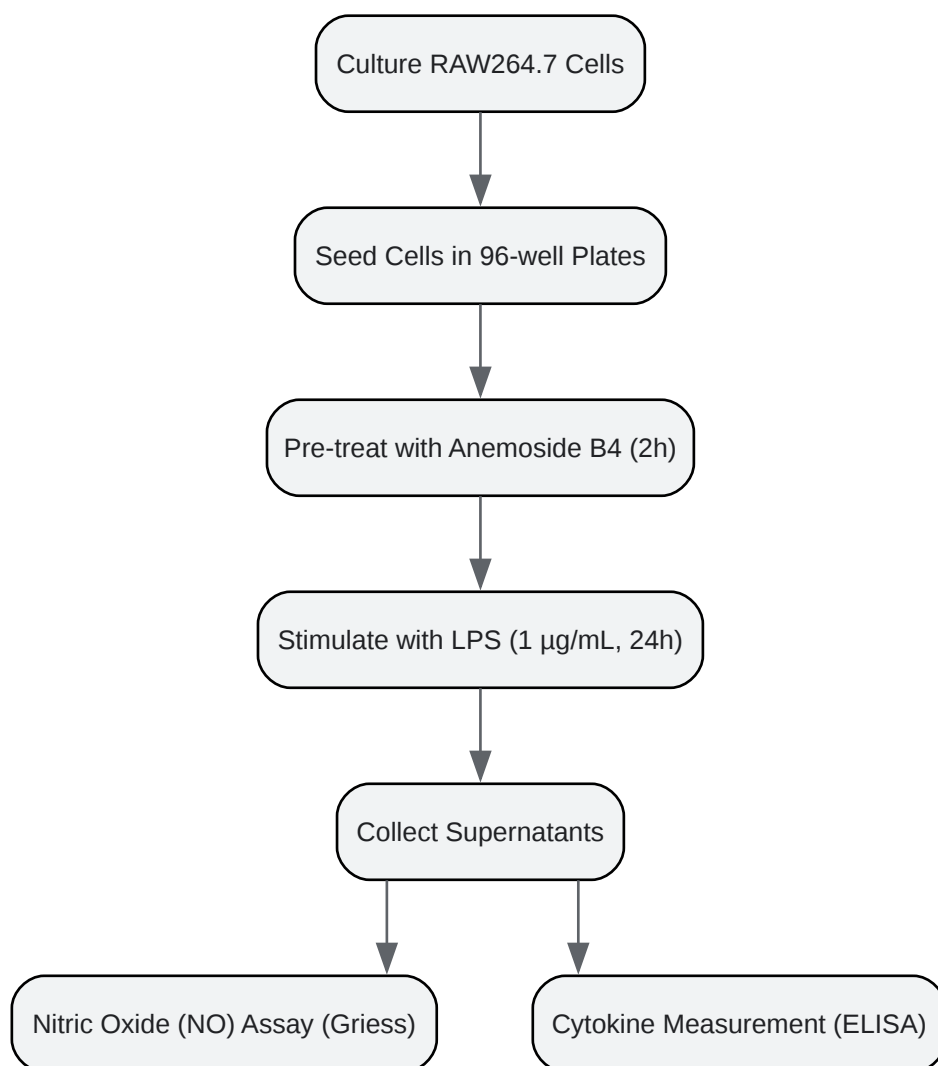 Culture RAW264.7 Cells
Seed Cells in 96-well Plates
Pre-treat with Anemoside B4 (2h)
Stimulate with LPS (1 µg/mL, 24h)
Collect Supernatants
Nitric Oxide (NO) Assay (Griess)
Cytokine Measurement (ELISA)